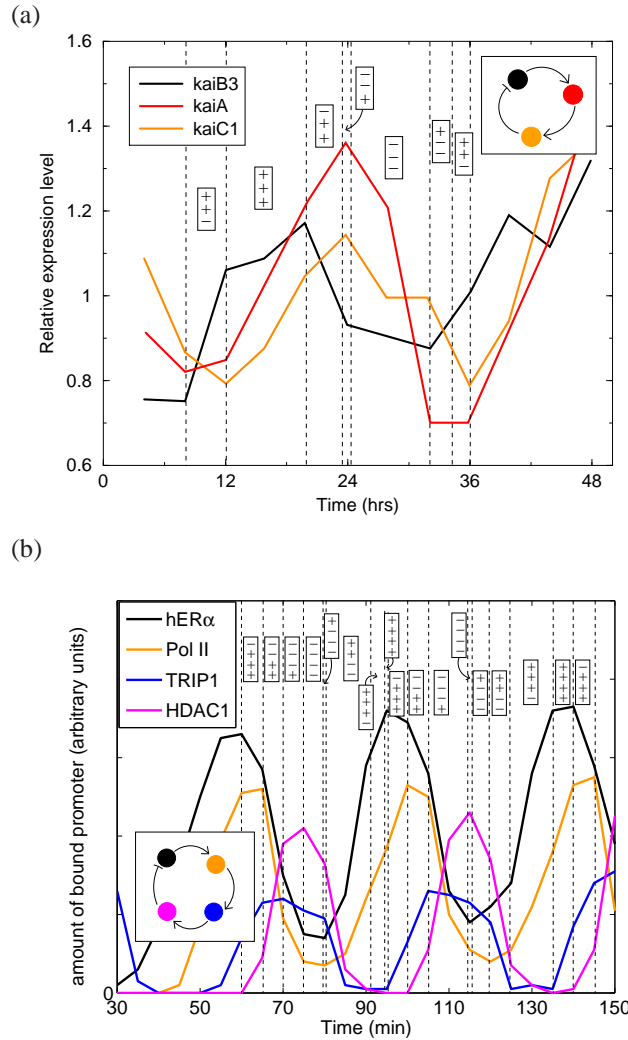 (a)
Relative expression level
1.6
1.4
1.2
1
0.8
0.6
kaiB3
kaiA
kaiC1
+ + −
+ + +
− + +
− − +
− − −
+ − −
+ + −
0
12
24
36
48
Time (hrs)
(b)
amount of bound promoter (arbitrary units)
hERα
Pol II
TRIP1
HDAC1
0
30
50
70
90
110
130
150
Time (min)